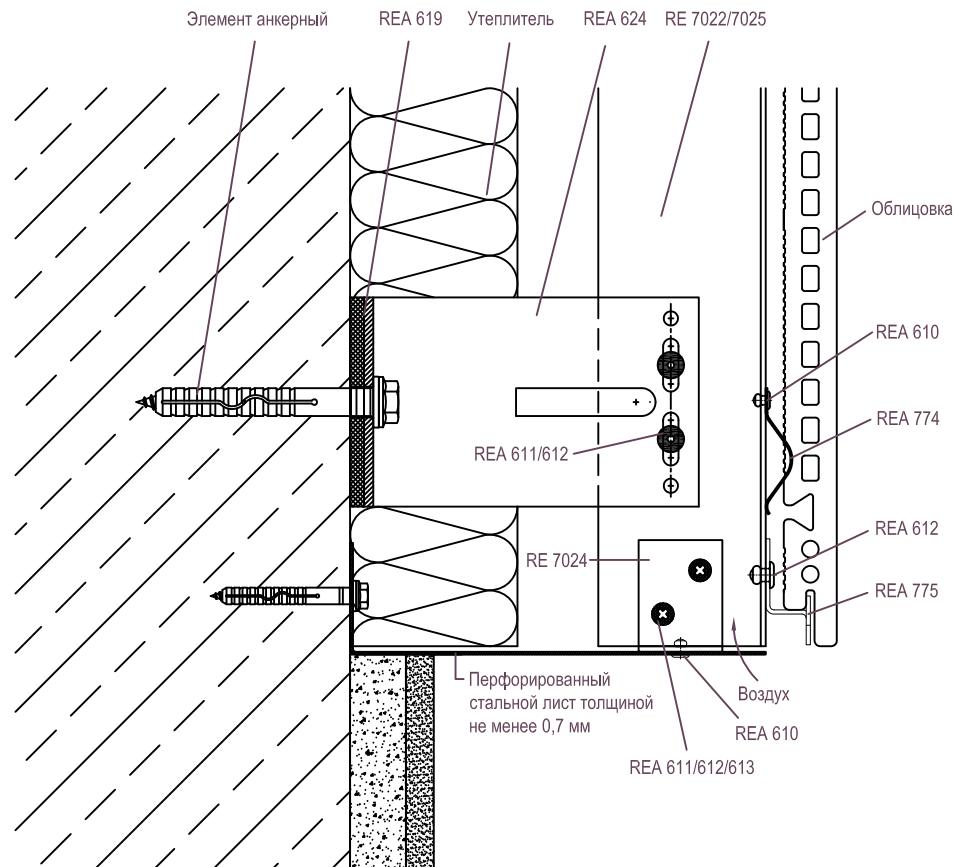 Элемент анкерный
REA 619
Утеплитель
REA 624
RE 7022/7025
Облицовка
REA 610
REA 774
REA 611/612
REA 612
RE 7024
REA 775
Перфорированный
стальной лист толщиной
не менее 0,7 мм
Воздух
REA 610
REA 611/612/613